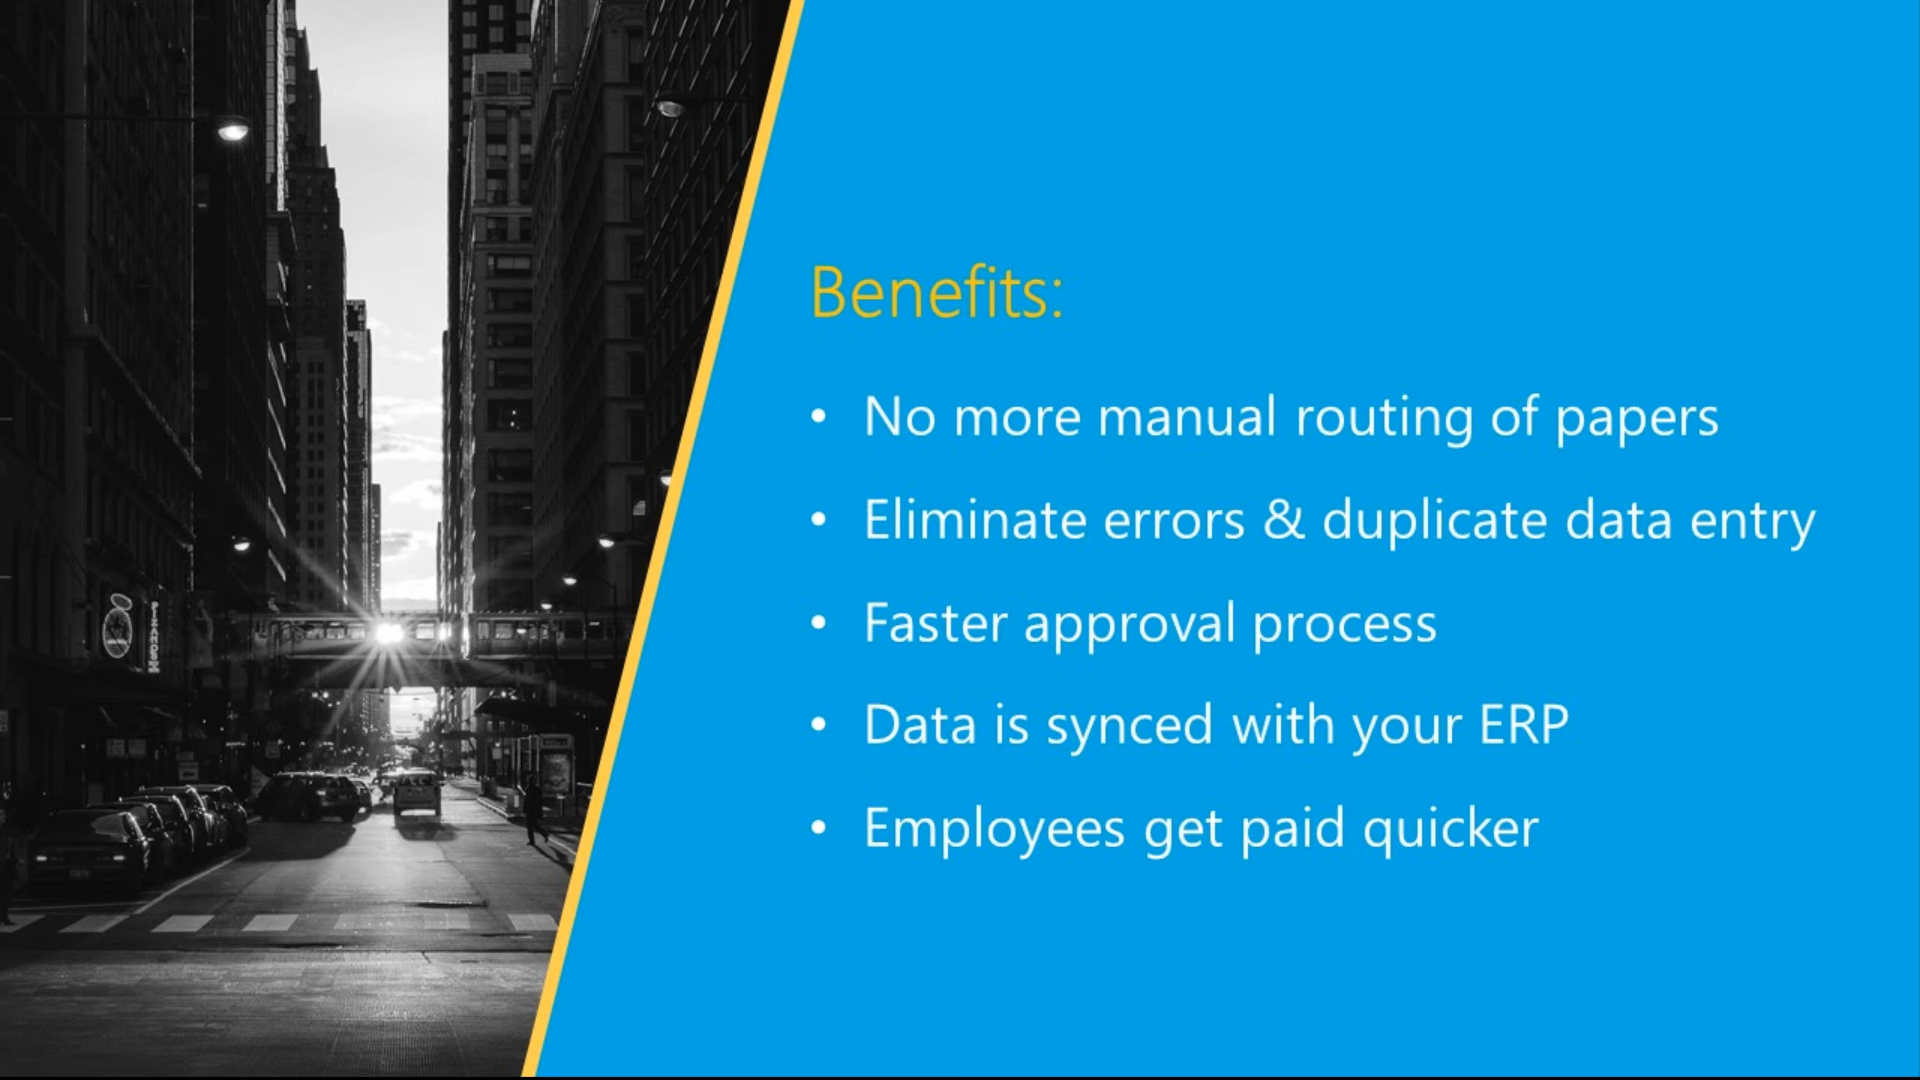 Benefits:
• No more manual routing of papers
• Eliminate errors & duplicate data entry
• Faster approval process
• Data is synced with your ERP
• Employees get paid quicker